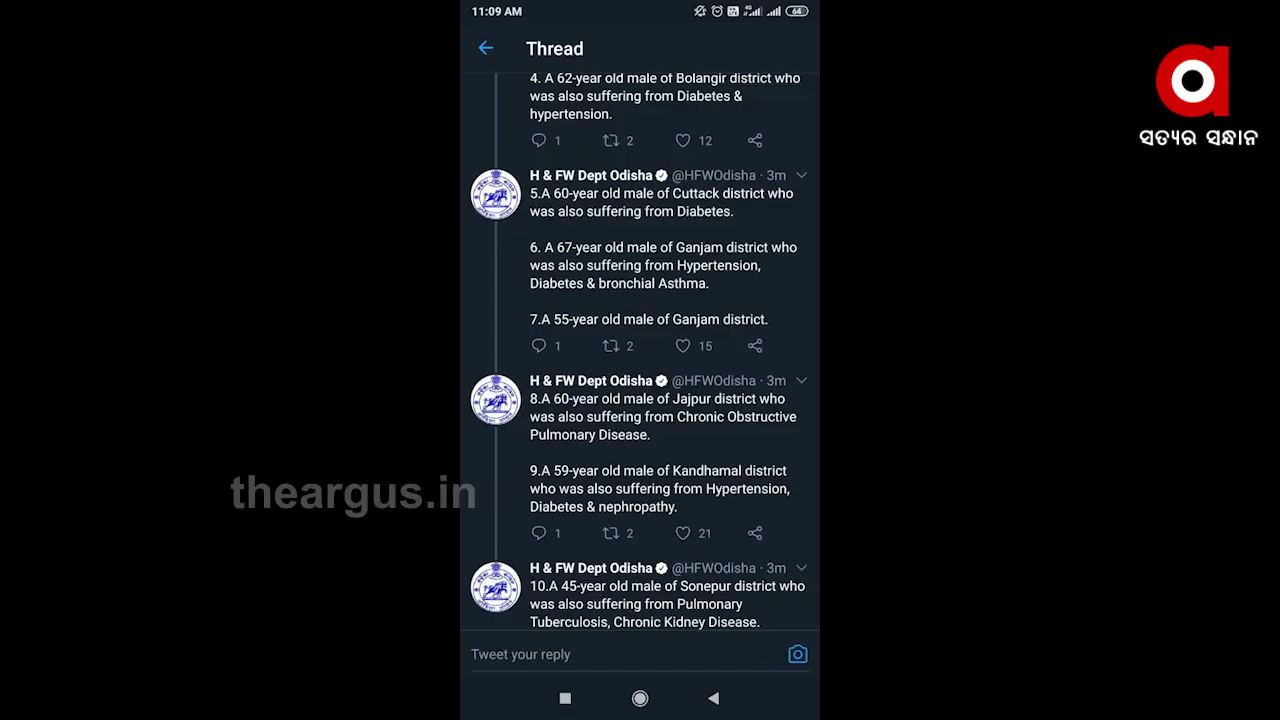 11:09 AM
4G
64
Thread
4. A 62-year old male of Bolangir district who
was also suffering from Diabetes &
hypertension.
1 2 12
H & FW Dept Odisha @HFWOdisha · 3m
5.A 60-year old male of Cuttack district who
was also suffering from Diabetes.
6. A 67-year old male of Ganjam district who
was also suffering from Hypertension,
Diabetes & bronchial Asthma.
7.A 55-year old male of Ganjam district.
1 2 15
H & FW Dept Odisha @HFWOdisha · 3m
8.A 60-year old male of Jajpur district who
was also suffering from Chronic Obstructive
Pulmonary Disease.
9.A 59-year old male of Kandhamal district
who was also suffering from Hypertension,
Diabetes & nephropathy.
1 2 21
H & FW Dept Odisha @HFWOdisha · 3m
10.A 45-year old male of Sonepur district who
was also suffering from Pulmonary
Tuberculosis, Chronic Kidney Disease.
Tweet your reply
theargus.in
ସତ୍ୟର ସନ୍ଧାନ